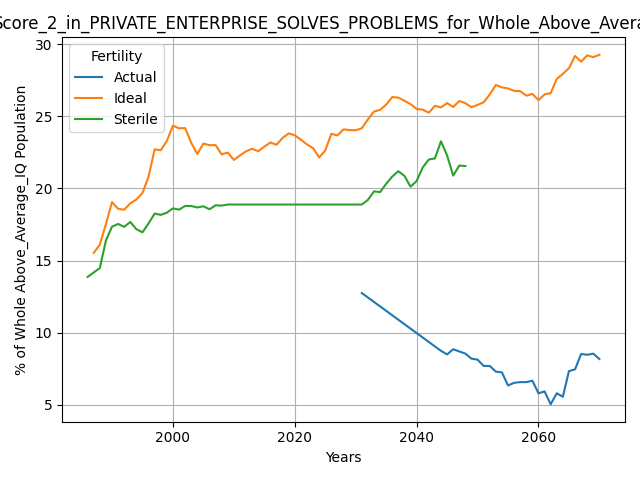 Score_2_in_PRIVATE_ENTERPRISE_SOLVES_PROBLEMS_for_Whole_Above_Avera
30
25
20
15
10
5
% of Whole Above_Average_IQ Population
Fertility
Actual
Ideal
Sterile
2000 2020 2040 2060
Years